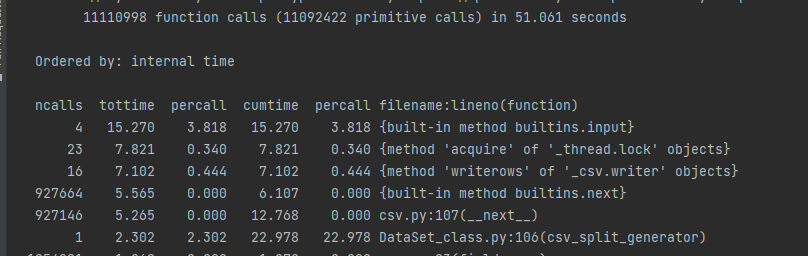 11110998 function calls (11092422 primitive calls) in 51.061 seconds
Ordered by: internal time
ncalls tottime percall cumtime percall filename:lineno(function)
4 15.270 3.818 15.270 3.818 {built-in method builtins.input}
23 7.821 0.340 7.821 0.340 {method 'acquire' of '_thread.lock' objects}
16 7.102 0.444 7.102 0.444 {method 'writerows' of '_csv.writer' objects}
927664 5.565 0.000 6.107 0.000 {built-in method builtins.next}
927146 5.265 0.000 12.768 0.000 csv.py:107(__next__)
1 2.302 2.302 22.978 22.978 DataSet_class.py:106(csv_split_generator)